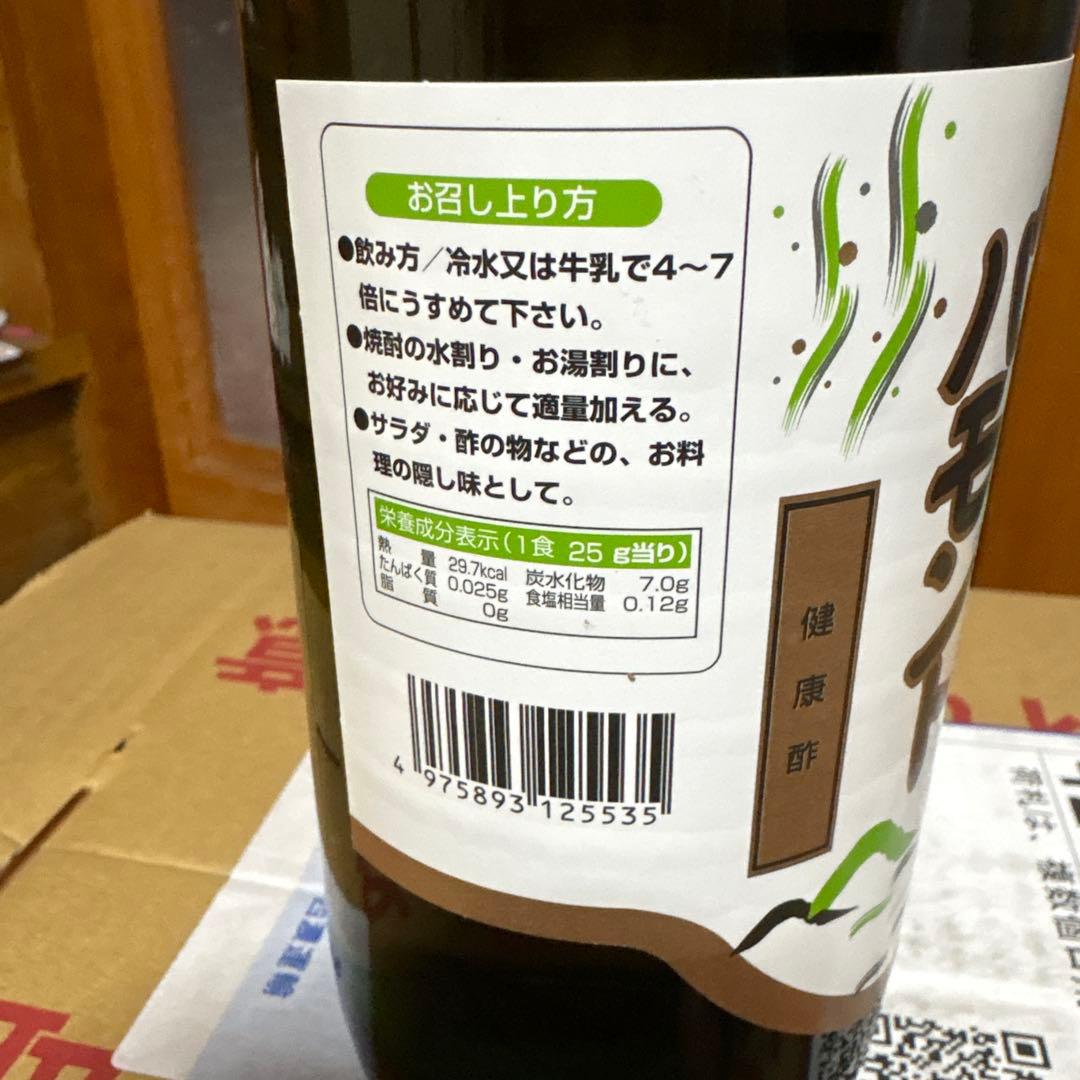 お召し上り方
●飲み方／冷水又は牛乳で4〜7
倍にうすめて下さい。
●焼酎の水割り・お湯割りに、
お好みに応じて適量加える。
●サラダ・酢の物などの、お料
理の隠し味として。
栄養成分表示(1食 25 g当り)
熱量 29.7kcal 炭水化物 7.0g
たんぱく質 0.025g 食塩相当量 0.12g
脂質 0g
4 975893 125535
健康酢